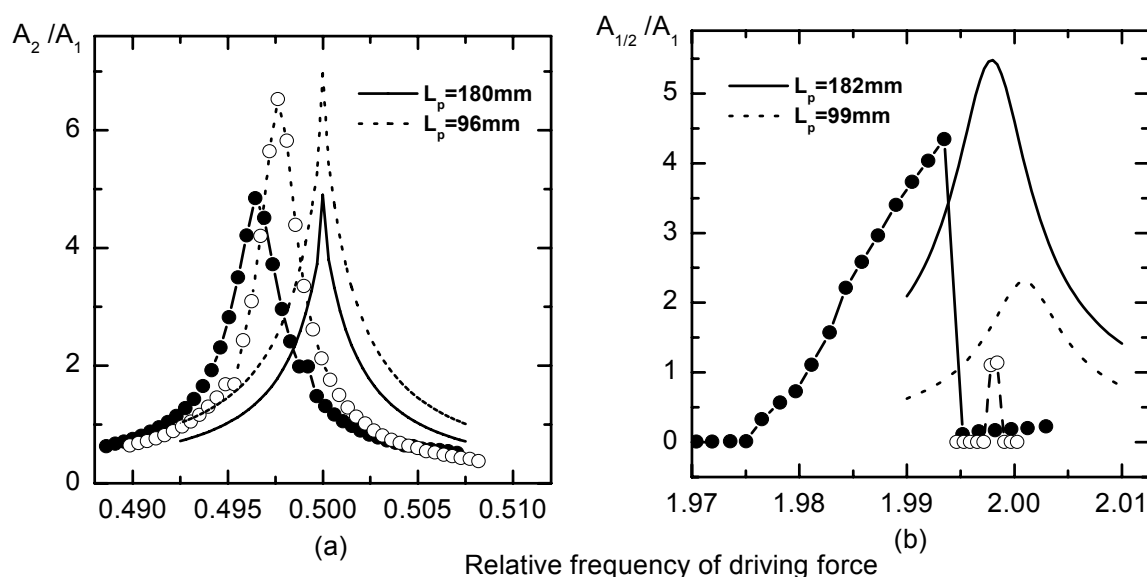 A2 /A1
Lp=180mm
Lp=96mm
6
4
2
0
0.490 0.495 0.500 0.505 0.510
(a)
A1/2 /A1
Lp=182mm
Lp=99mm
5
4
3
2
1
0
1.97 1.98 1.99 2.00 2.01
(b)
Relative frequency of driving force